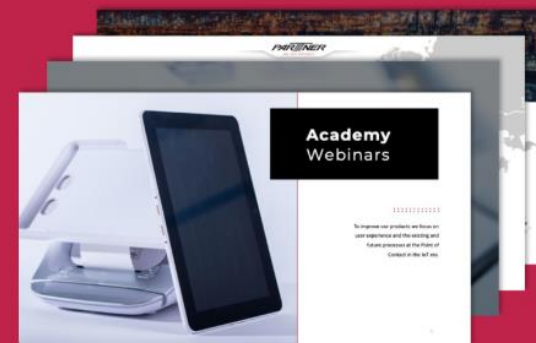 PARTNER
Academy
Webinars
To improve our products we focus on
user experience and the existing and
future processes at the Point of
Contact in the IoT era.